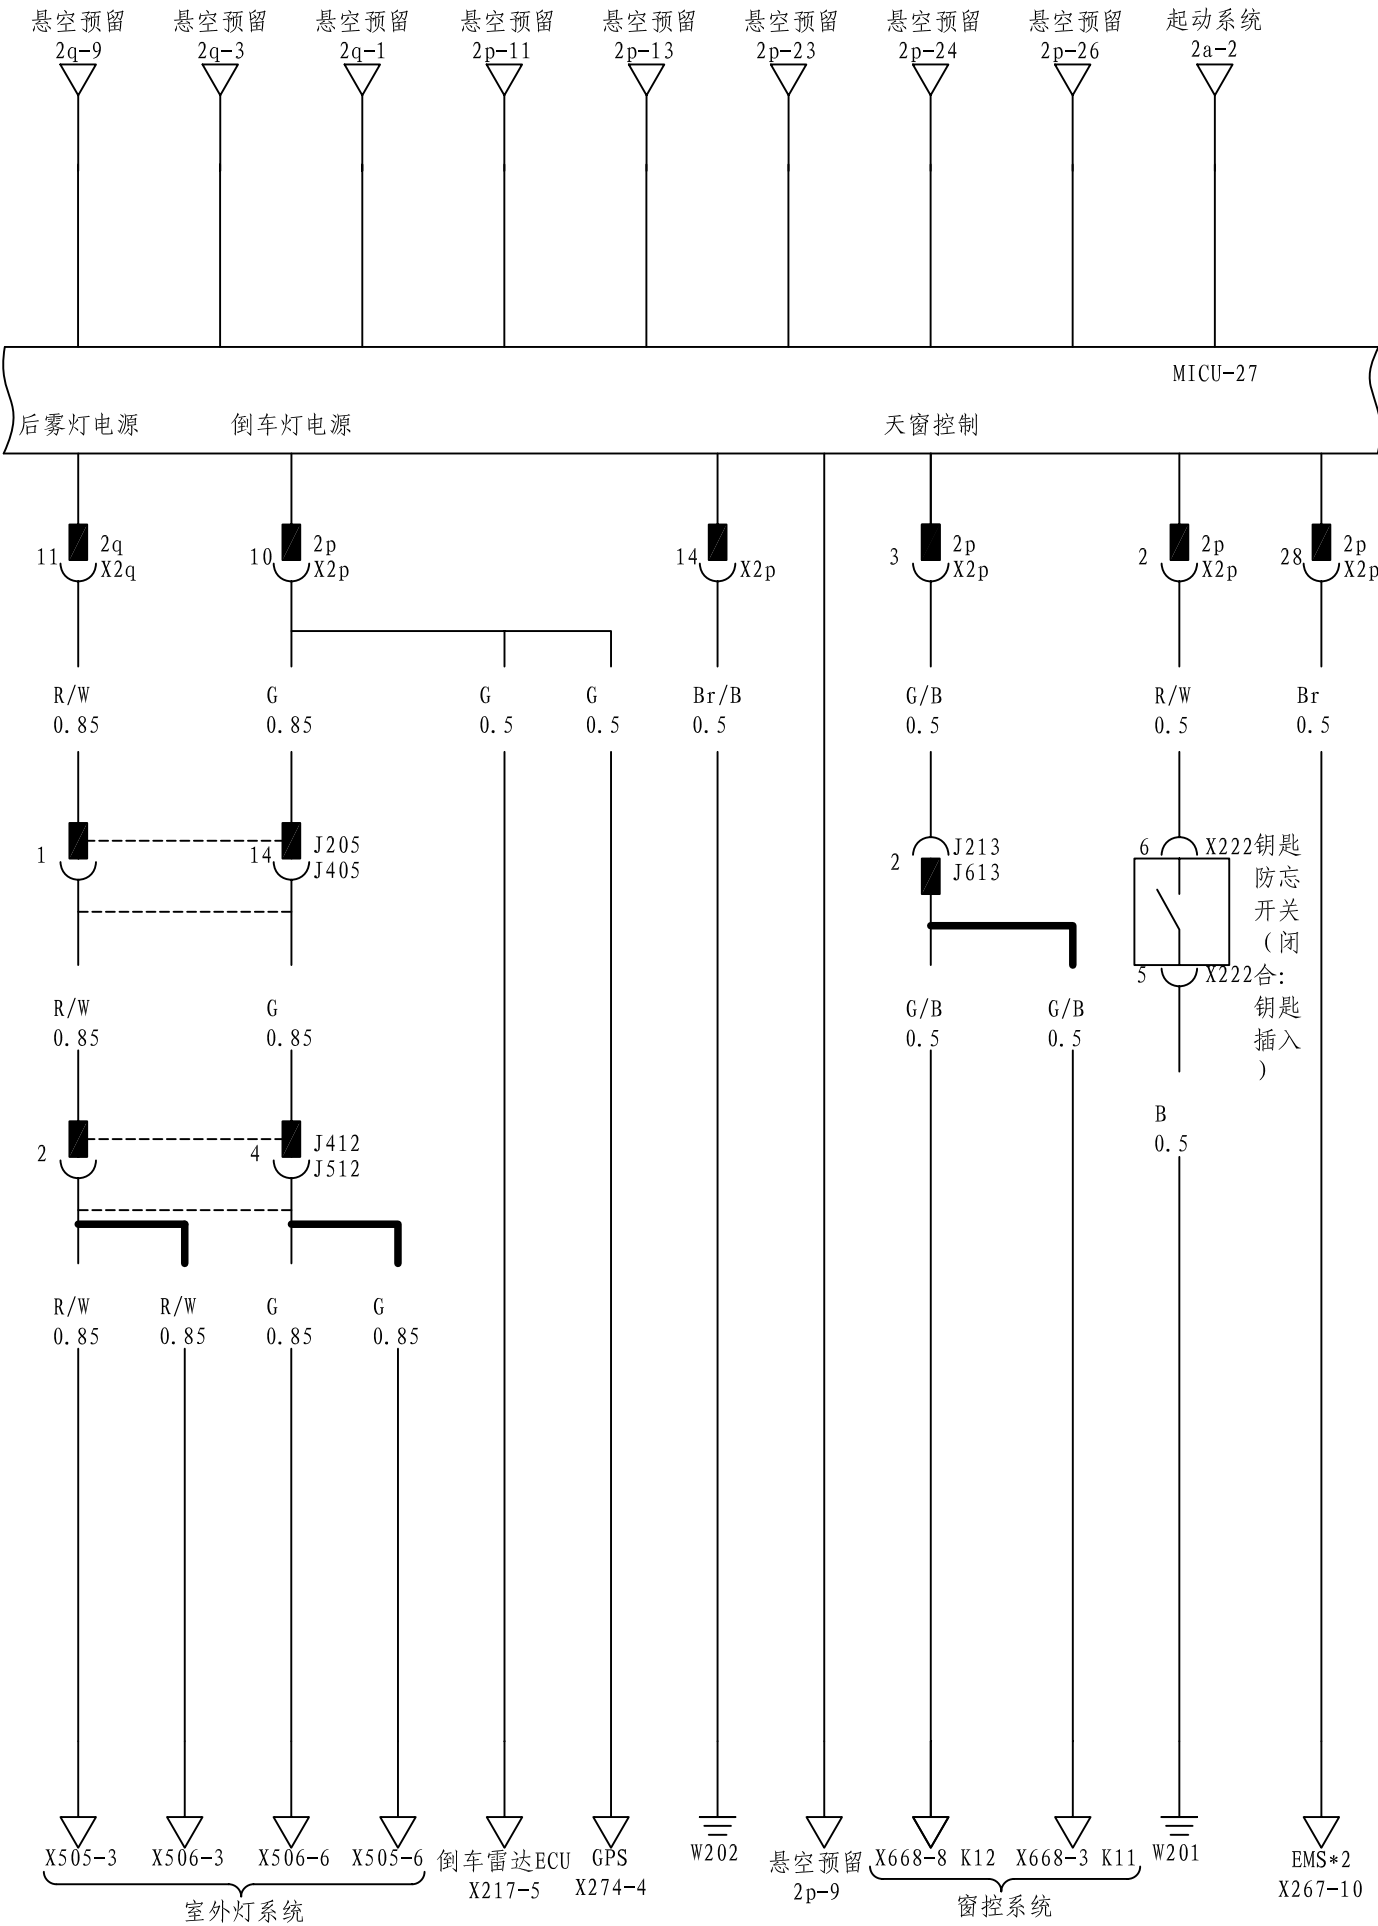 悬空预留 悬空预留 悬空预留 悬空预留 悬空预留 悬空预留 悬空预留 悬空预留 起动系统
2q-9 2q-3 2q-1 2p-11 2p-13 2p-23 2p-24 2p-26 2a-2
MICU-27
后雾灯电源 倒车灯电源 天窗控制
11 2q 10 2p 14 3 2p 2 2p 28 2p
X2q X2p X2p X2p X2p X2p
R/W G G G Br/B G/B R/W Br
0.85 0.85 0.5 0.5 0.5 0.5 0.5 0.5
1 14 J205 2 J213 6 X222钥匙
J405 J613 防忘
开关
(闭
5 X222合:
R/W G G/B G/B 钥匙
0.85 0.85 0.5 0.5 插入
)
B
0.5
2 4 J412
J512
R/W R/W G G
0.85 0.85 0.85 0.85
X505-3 X506-3 X506-6 X505-6 倒车雷达ECU GPS W202 悬空预留 X668-8 K12 X668-3 K11 W201 EMS*2
X217-5 X274-4 2p-9 X267-10
室外灯系统 窗控系统